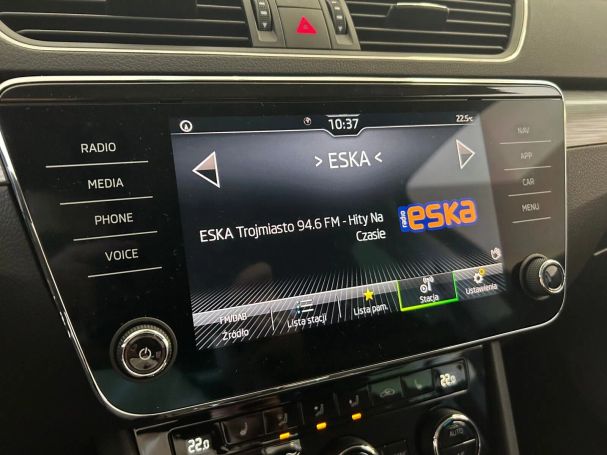 10:37
22.5°C
> ESKA <
ESKA Trojmiasto 94.6 FM - Hity Na
Czasie
radio
eska
FM/DAB
Źródło
Lista stacji
Lista pam.
Stacja
Ustawienia
RADIO
MEDIA
PHONE
VOICE
NAV
APP
CAR
MENU
22.0
22.0
AUTO